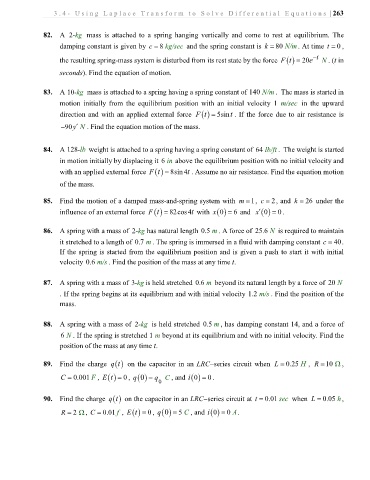 3.4- Using Laplace Transform to Solve Differential Equations | 263
82. A 2-kg mass is attached to a spring hanging vertically and come to rest at equilibrium. The
damping constant is given by c = 8 kg/sec and the spring constant is k = 80 N/m. At time t = 0,
the resulting spring-mass system is disturbed from its rest state by the force F(t) = 20e^{-t} N. (t in
seconds). Find the equation of motion.
83. A 10-kg mass is attached to a spring having a spring constant of 140 N/m. The mass is started in
motion initially from the equilibrium position with an initial velocity 1 m/sec in the upward
direction and with an applied external force F(t) = 5sin t. If the force due to air resistance is
−90y′ N. Find the equation motion of the mass.
84. A 128-lb weight is attached to a spring having a spring constant of 64 lb/ft. The weight is started
in motion initially by displacing it 6 in above the equilibrium position with no initial velocity and
with an applied external force F(t) = 8sin 4t. Assume no air resistance. Find the equation motion
of the mass.
85. Find the motion of a damped mass-and-spring system with m = 1, c = 2, and k = 26 under the
influence of an external force F(t) = 82cos 4t with x(0) = 6 and x′(0) = 0.
86. A spring with a mass of 2-kg has natural length 0.5 m. A force of 25.6 N is required to maintain
it stretched to a length of 0.7 m. The spring is immersed in a fluid with damping constant c = 40.
If the spring is started from the equilibrium position and is given a push to start it with initial
velocity 0.6 m/s. Find the position of the mass at any time t.
87. A spring with a mass of 3-kg is held stretched 0.6 m beyond its natural length by a force of 20 N
. If the spring begins at its equilibrium and with initial velocity 1.2 m/s. Find the position of the
mass.
88. A spring with a mass of 2-kg is held stretched 0.5 m, has damping constant 14, and a force of
6 N. If the spring is stretched 1 m beyond at its equilibrium and with no initial velocity. Find the
position of the mass at any time t.
89. Find the charge q(t) on the capacitor in an LRC−series circuit when L = 0.25 H, R = 10 Ω,
C = 0.001 F, E(t) = 0, q(0) = q₀ C, and i(0) = 0.
90. Find the charge q(t) on the capacitor in an LRC−series circuit at t = 0.01 sec when L = 0.05 h,
R = 2 Ω, C = 0.01 f, E(t) = 0, q(0) = 5 C, and i(0) = 0 A.